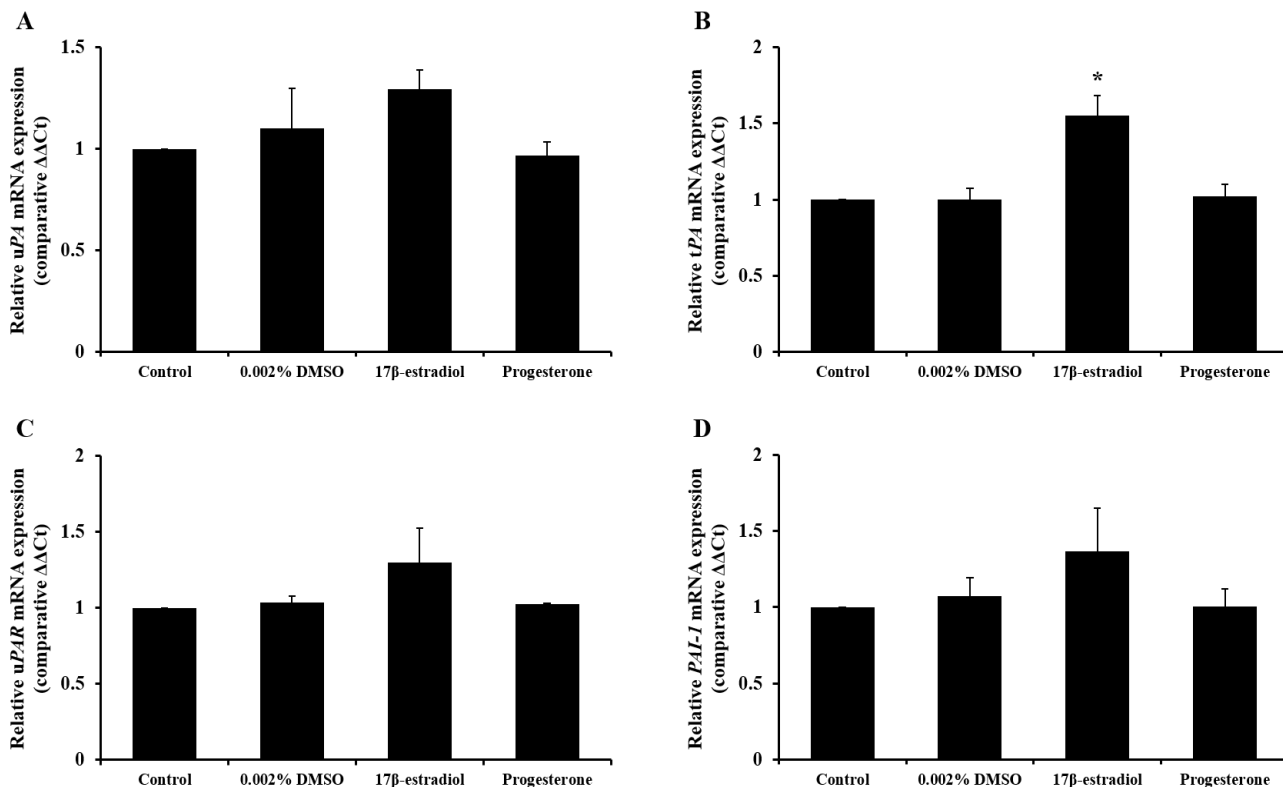 A
Relative uPA mRNA expression
(comparative ΔΔCt)
1.5
1
0.5
0
Control 0.002% DMSO 17β-estradiol Progesterone
B
Relative tPA mRNA expression
(comparative ΔΔCt)
2
1.5
1
0.5
0
*
Control 0.002% DMSO 17β-estradiol Progesterone
C
Relative uPAR mRNA expression
(comparative ΔΔCt)
2
1.5
1
0.5
0
Control 0.002% DMSO 17β-estradiol Progesterone
D
Relative PAI-1 mRNA expression
(comparative ΔΔCt)
2
1.5
1
0.5
0
Control 0.002% DMSO 17β-estradiol Progesterone